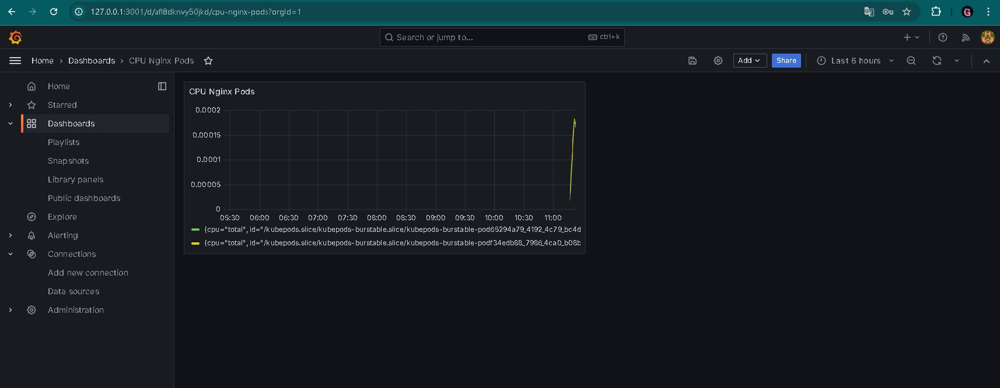 127.0.0.1:3001/d/afl8dknvy50jkd/cpu-nginx-pods?orgId=1
G
Search or jump to...
ctrl+k
Home › Dashboards › CPU Nginx Pods
Add
Share
Last 6 hours
Home
Starred
Dashboards
Playlists
Snapshots
Library panels
Public dashboards
Explore
Alerting
Connections
Add new connection
Data sources
Administration
CPU Nginx Pods
0.0002
0.00015
0.0001
0.00005
0
05:30 06:00 06:30 07:00 07:30 08:00 08:30 09:00 09:30 10:00 10:30 11:00
{cpu="total", id="/kubepods.slice/kubepods-burstable.slice/kubepods-burstable-pod65294a79_4192_4c79_bc4d
{cpu="total", id="/kubepods.slice/kubepods-burstable.slice/kubepods-burstable-podf34edb88_7986_4ca0_b08b